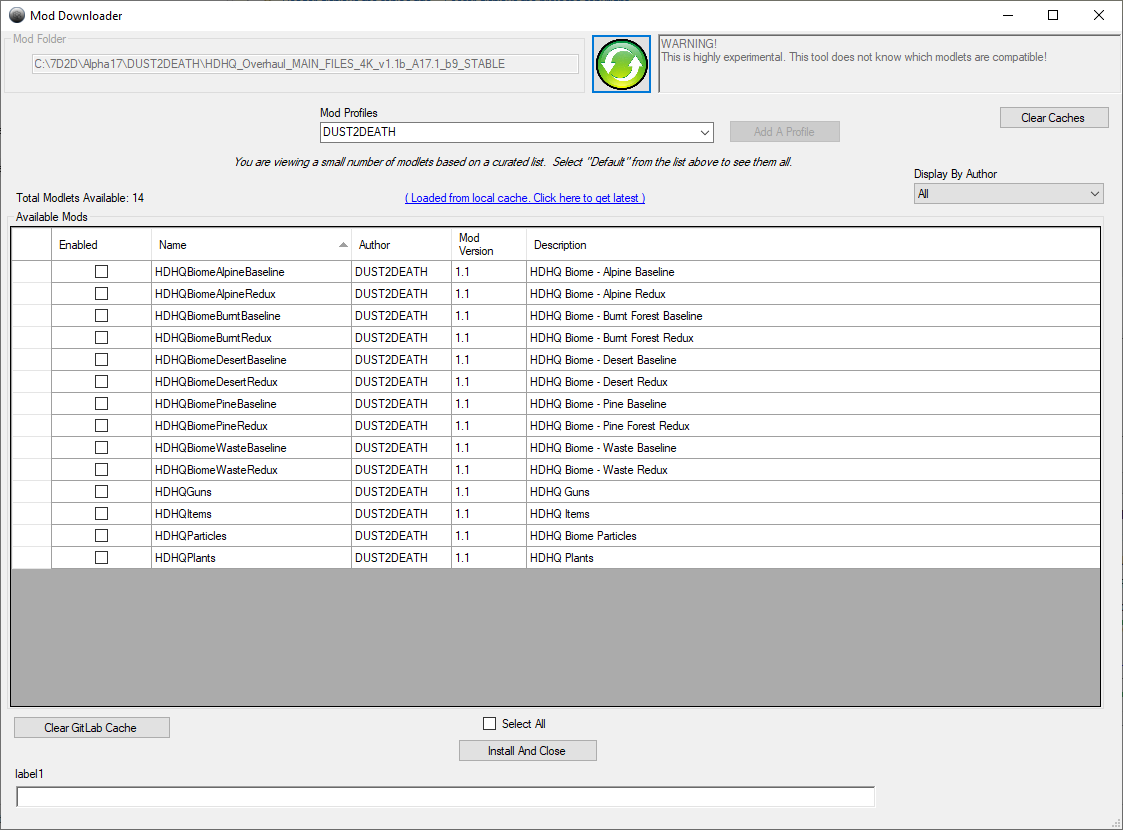 Mod Downloader
Mod Folder
C:\7D2D\Alpha17\DUST2DEATH\HDHQ_Overhaul_MAIN_FILES_4K_v1.1b_A17.1_b9_STABLE
WARNING!
This is highly experimental. This tool does not know which modlets are compatible!
Mod Profiles
DUST2DEATH
Add A Profile
Clear Caches
You are viewing a small number of modlets based on a curated list. Select "Default" from the list above to see them all.
Display By Author
All
Total Modlets Available: 14
( Loaded from local cache. Click here to get latest )
Available Mods
Enabled Name Author Mod Version Description
HDHQBiomeAlpineBaseline DUST2DEATH 1.1 HDHQ Biome - Alpine Baseline
HDHQBiomeAlpineRedux DUST2DEATH 1.1 HDHQ Biome - Alpine Redux
HDHQBiomeBurntBaseline DUST2DEATH 1.1 HDHQ Biome - Burnt Forest Baseline
HDHQBiomeBurntRedux DUST2DEATH 1.1 HDHQ Biome - Burnt Forest Redux
HDHQBiomeDesertBaseline DUST2DEATH 1.1 HDHQ Biome - Desert Baseline
HDHQBiomeDesertRedux DUST2DEATH 1.1 HDHQ Biome - Desert Redux
HDHQBiomePineBaseline DUST2DEATH 1.1 HDHQ Biome - Pine Baseline
HDHQBiomePineRedux DUST2DEATH 1.1 HDHQ Biome - Pine Forest Redux
HDHQBiomeWasteBaseline DUST2DEATH 1.1 HDHQ Biome - Waste Baseline
HDHQBiomeWasteRedux DUST2DEATH 1.1 HDHQ Biome - Waste Redux
HDHQGuns DUST2DEATH 1.1 HDHQ Guns
HDHQItems DUST2DEATH 1.1 HDHQ Items
HDHQParticles DUST2DEATH 1.1 HDHQ Biome Particles
HDHQPlants DUST2DEATH 1.1 HDHQ Plants
Clear GitLab Cache
Select All
Install And Close
label1